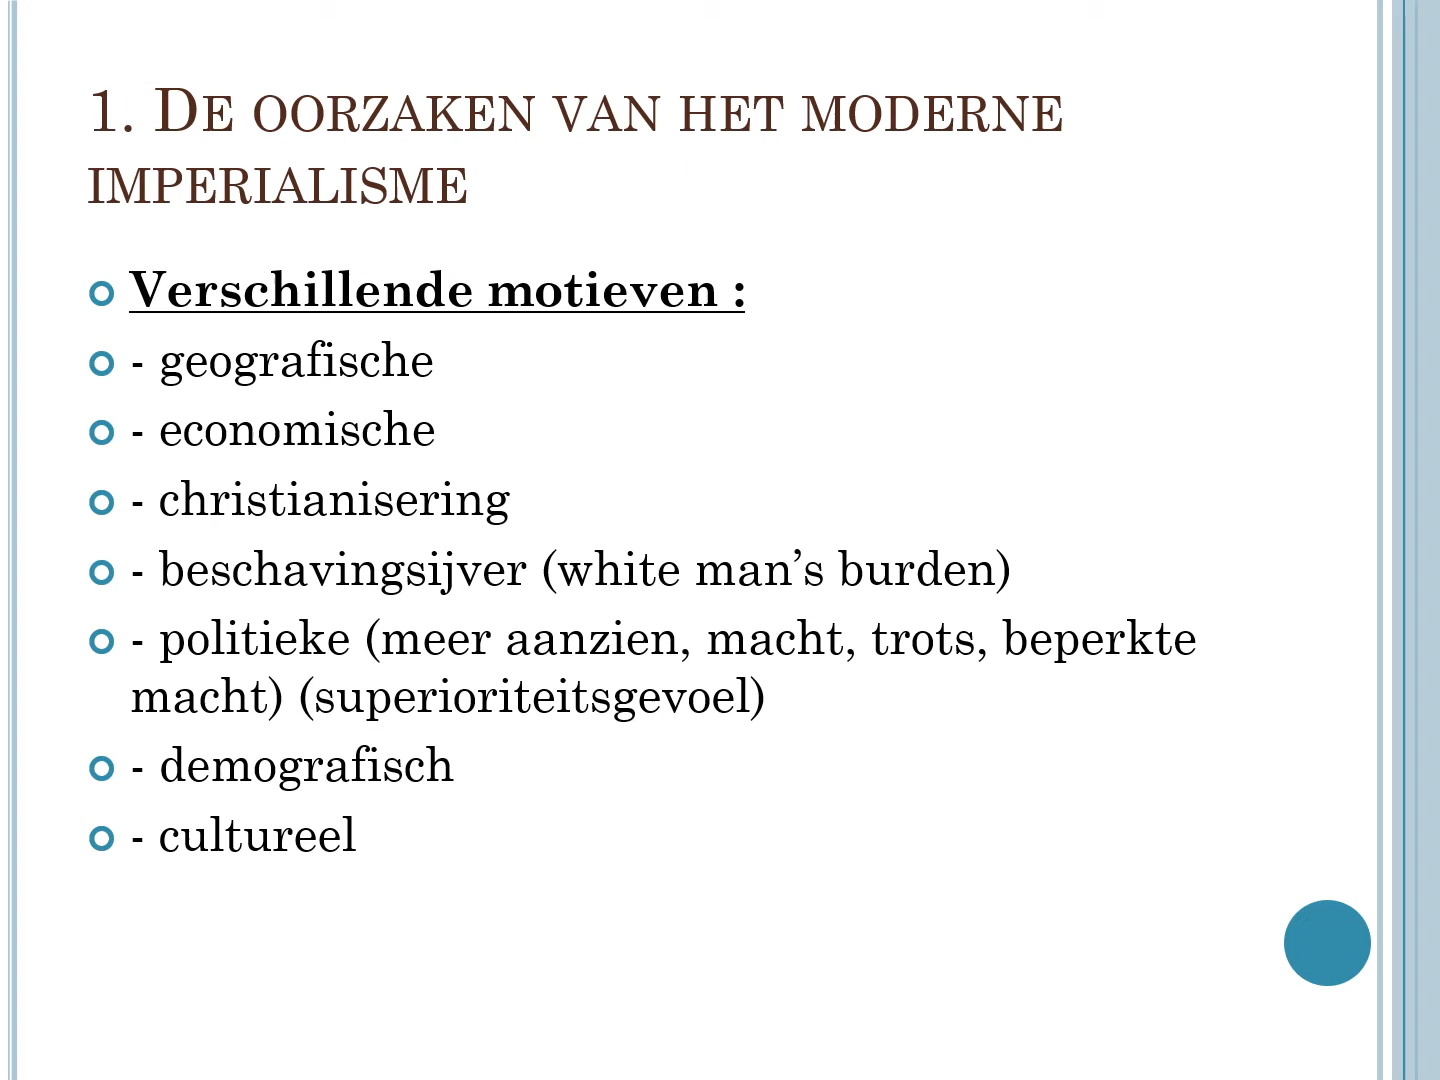 1. De oorzaken van het moderne
imperialisme
Verschillende motieven :
- geografische
- economische
- christianisering
- beschavingsijver (white man’s burden)
- politieke (meer aanzien, macht, trots, beperkte
macht) (superioriteitsgevoel)
- demografisch
- cultureel